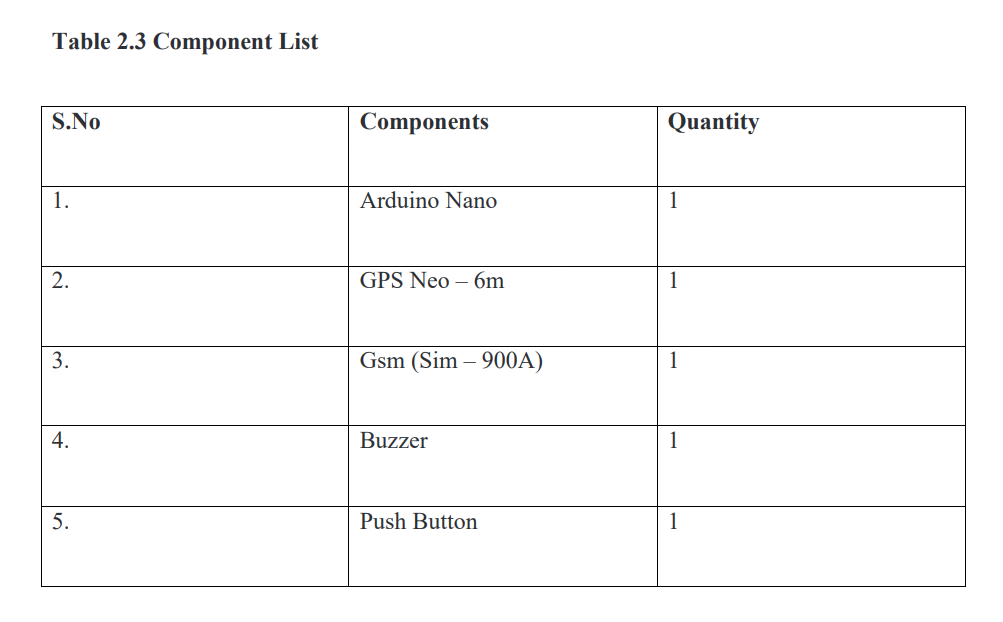 Table 2.3 Component List
S.No Components Quantity
1. Arduino Nano 1
2. GPS Neo – 6m 1
3. Gsm (Sim – 900A) 1
4. Buzzer 1
5. Push Button 1